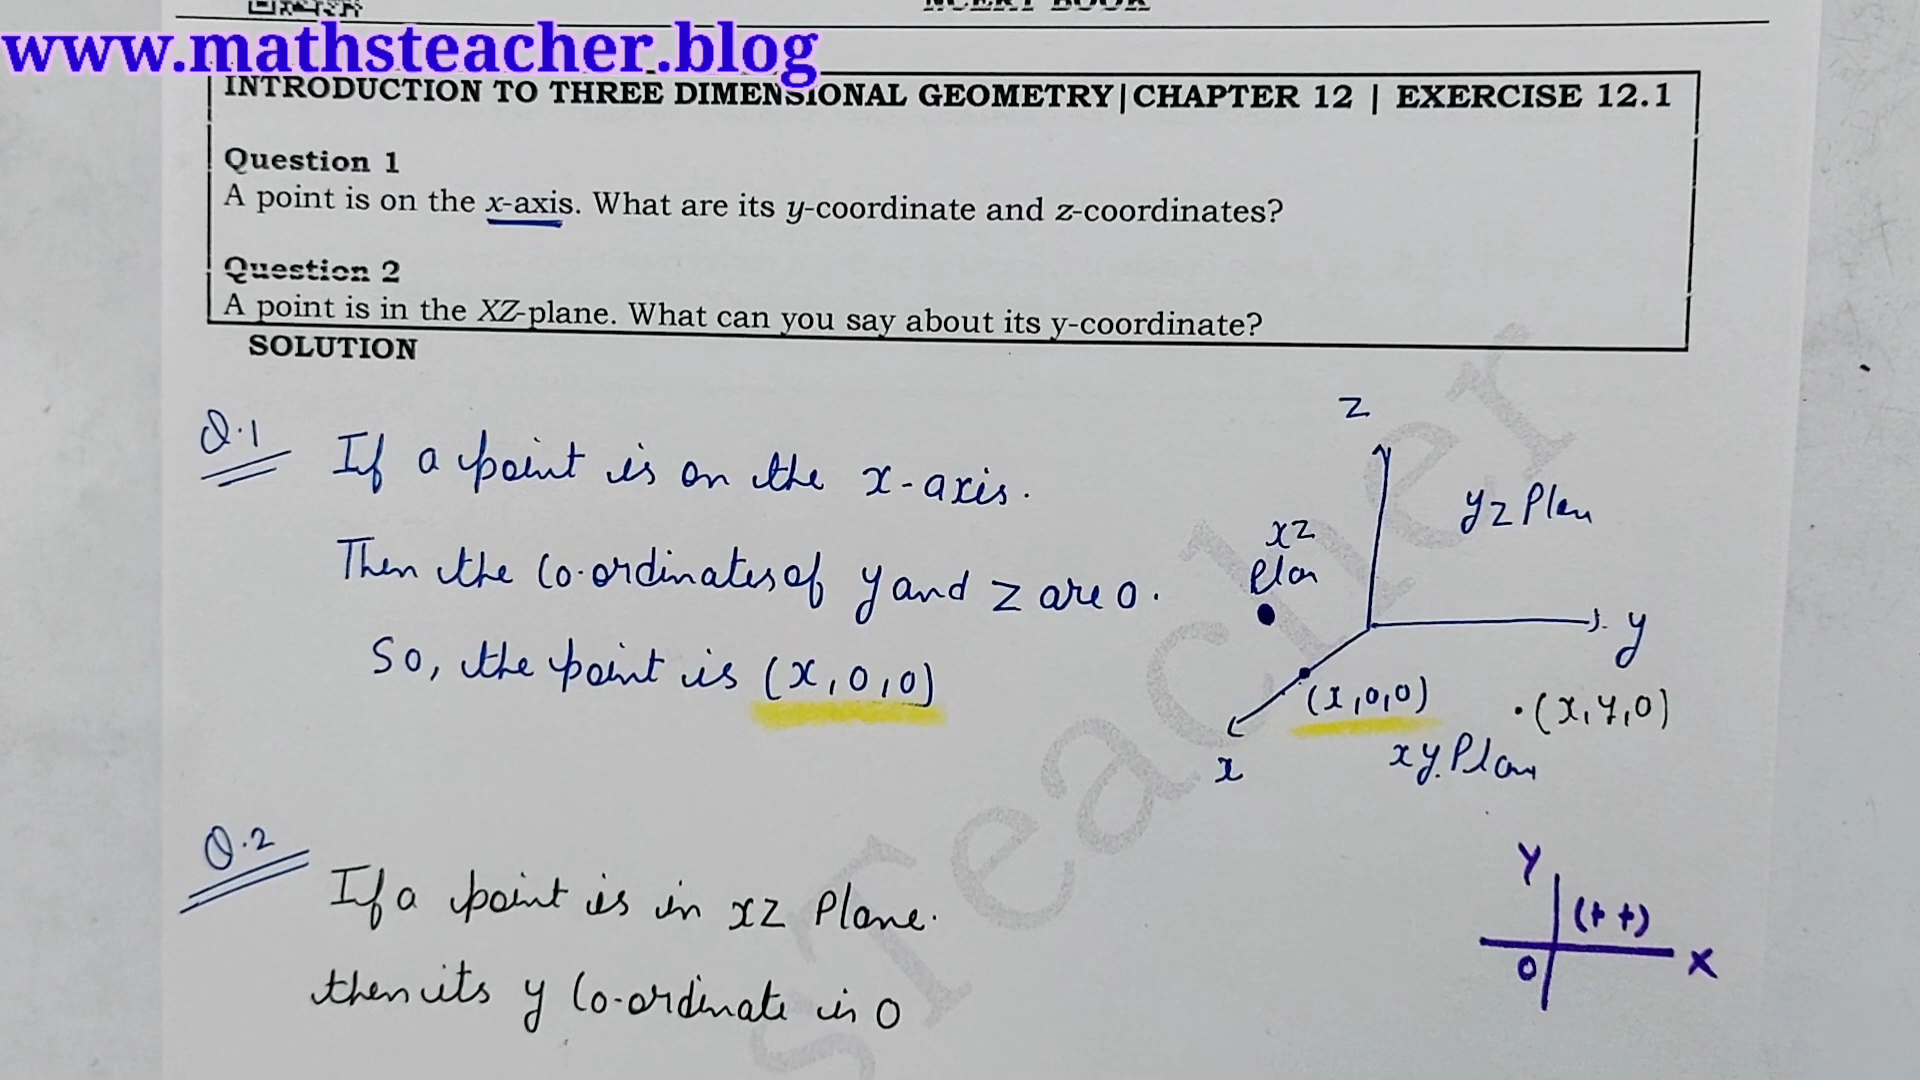 NCERT BOOK
www.mathsteacher.blog
INTRODUCTION TO THREE DIMENSIONAL GEOMETRY|CHAPTER 12 | EXERCISE 12.1
Question 1
A point is on the x-axis. What are its y-coordinate and z-coordinates?
Question 2
A point is in the XZ-plane. What can you say about its y-coordinate?
SOLUTION
Q.1 If a point is on the x-axis.
Then the co-ordinates of y and z are 0.
So, the point is (x,0,0)
z
yz Plan
xz
Plan
y
(x,0,0)
.(x,y,0)
x
xy Plan
Q.2
If a point is in xz Plane.
then its y co-ordinate is 0
Y
(+ +)
O
X
sTeacher